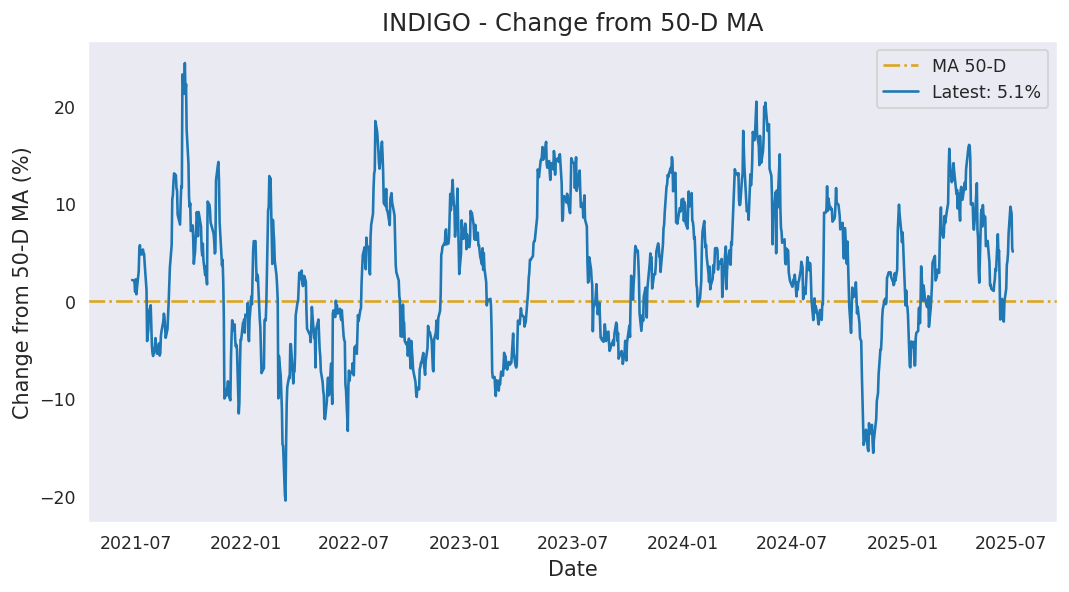 INDIGO - Change from 50-D MA
MA 50-D
Latest: 5.1%
Change from 50-D MA (%)
20
10
0
−10
−20
2021-07 2022-01 2022-07 2023-01 2023-07 2024-01 2024-07 2025-01 2025-07
Date